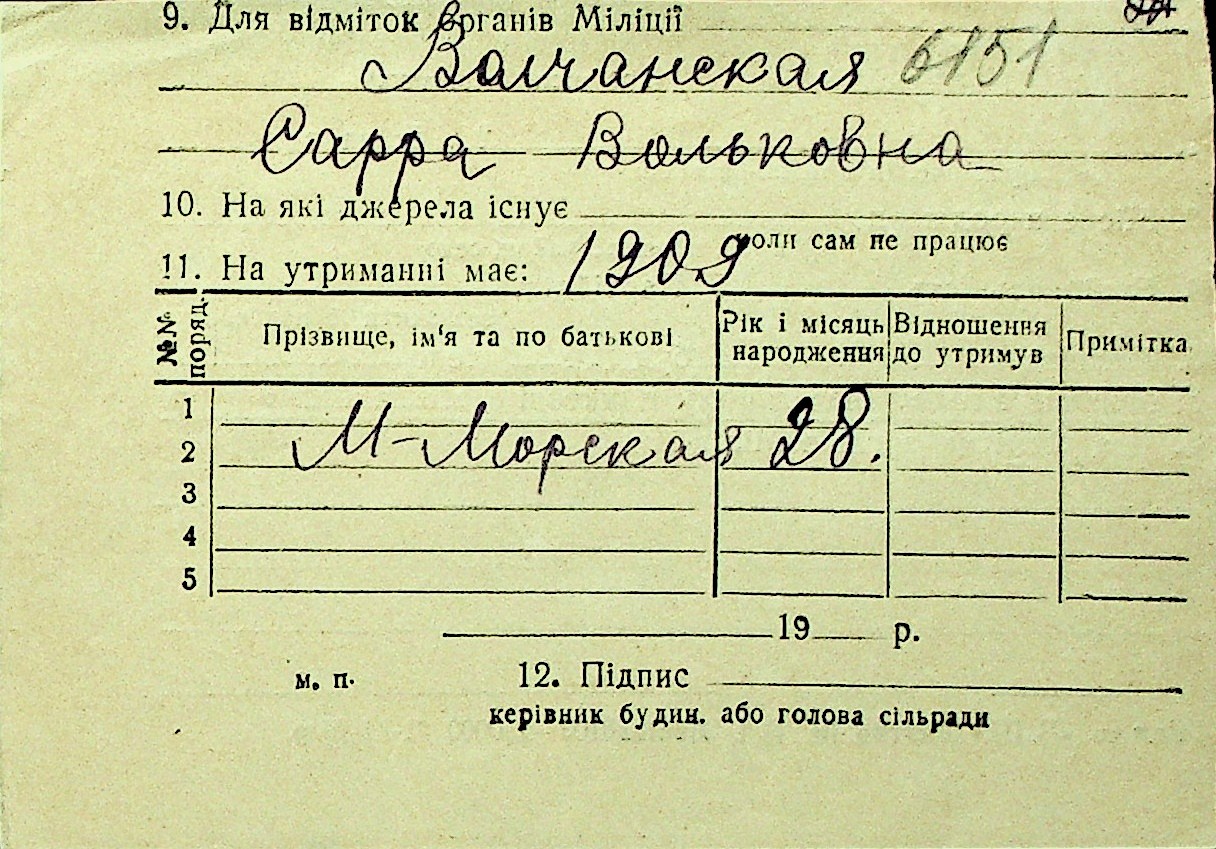 9. Для відміток органів Міліції
Валчанская 6151
Сарра Вольковна
10. На які джерела існує
коли сам не працює
11. На утриманні має: 1909
№№ поряд.
Прізвище, ім'я та по батькові
Рік і місяць народження
Відношення до утримув
Примітка
1
2 М-Морская 28.
3
4
5
19 р.
м. п. 12. Підпис
керівник будин. або голова сільради